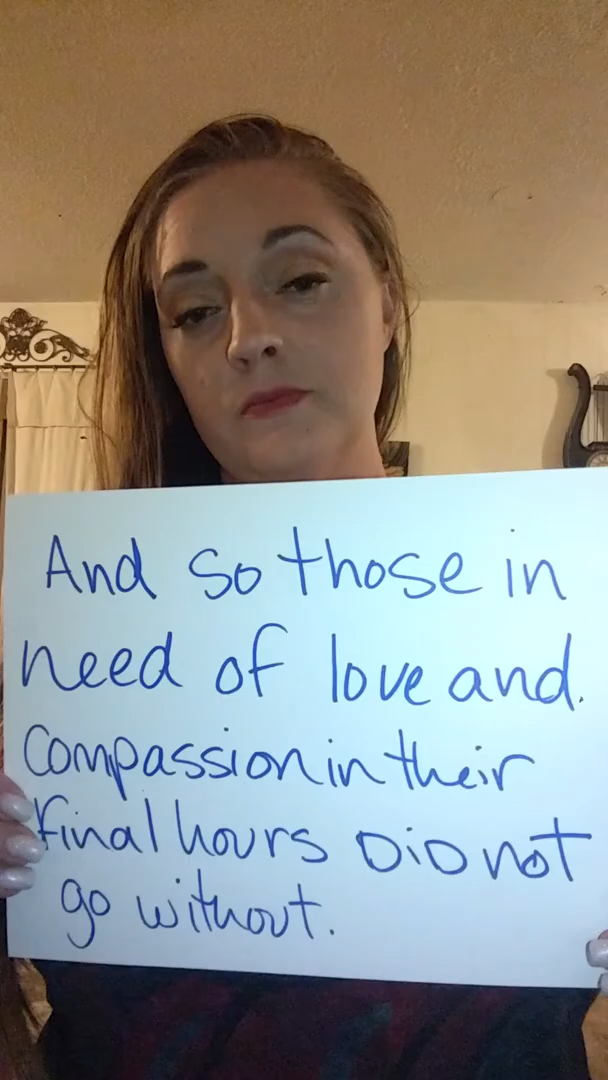 And so those in
need of love and.
Compassion in their
final hours DiD not
go without.